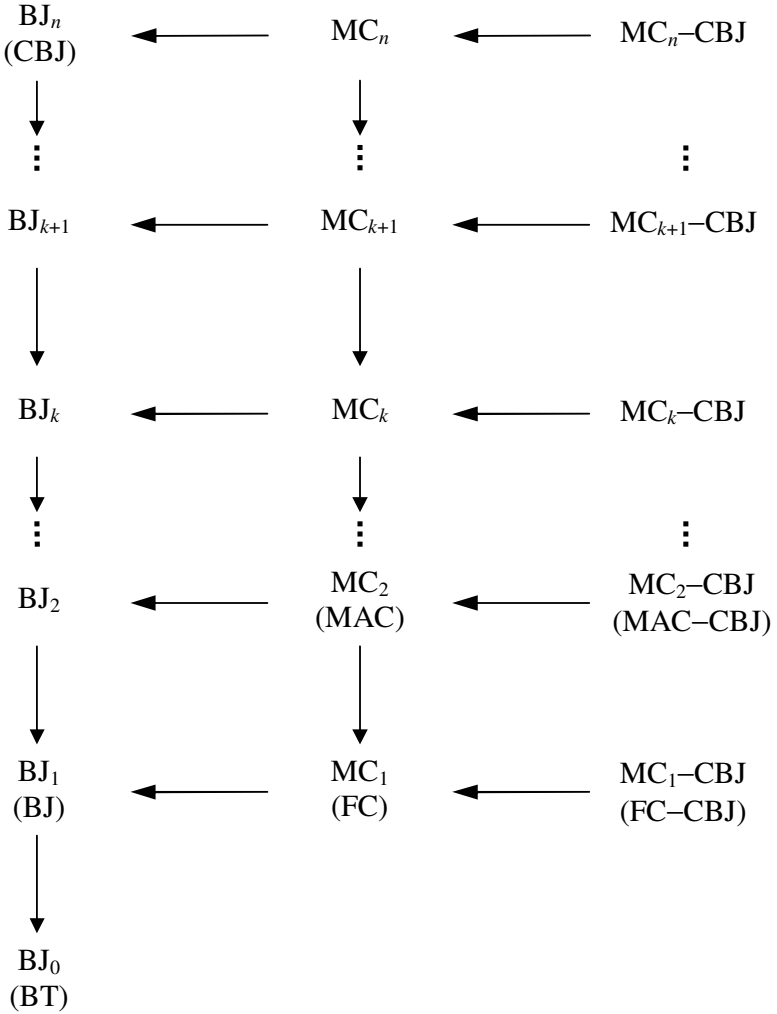 BJₙ MCₙ MCₙ–CBJ
(CBJ)
BJₖ₊₁ MCₖ₊₁ MCₖ₊₁–CBJ
BJₖ MCₖ MCₖ–CBJ
BJ₂ MC₂ MC₂–CBJ
(MAC) (MAC–CBJ)
BJ₁ MC₁ MC₁–CBJ
(BJ) (FC) (FC–CBJ)
BJ₀
(BT)